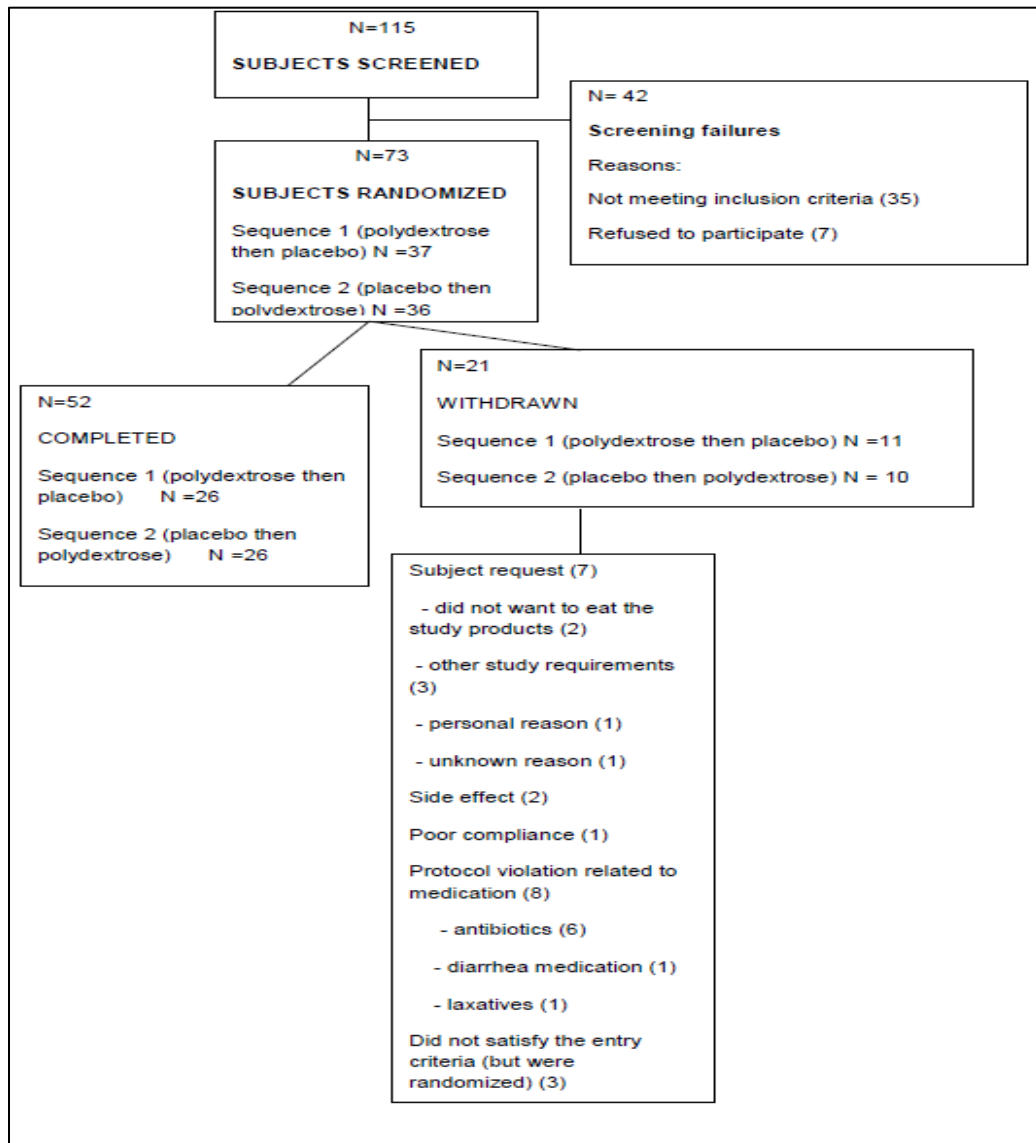 N=115
SUBJECTS SCREENED
N= 42
Screening failures
Reasons:
Not meeting inclusion criteria (35)
Refused to participate (7)
N=73
SUBJECTS RANDOMIZED
Sequence 1 (polydextrose
then placebo) N =37
Sequence 2 (placebo then
polydextrose) N =36
N=52
COMPLETED
Sequence 1 (polydextrose then
placebo) N =26
Sequence 2 (placebo then
polydextrose) N =26
N=21
WITHDRAWN
Sequence 1 (polydextrose then placebo) N =11
Sequence 2 (placebo then polydextrose) N = 10
Subject request (7)
- did not want to eat the
study products (2)
- other study requirements
(3)
- personal reason (1)
- unknown reason (1)
Side effect (2)
Poor compliance (1)
Protocol violation related to
medication (8)
- antibiotics (6)
- diarrhea medication (1)
- laxatives (1)
Did not satisfy the entry
criteria (but were
randomized) (3)